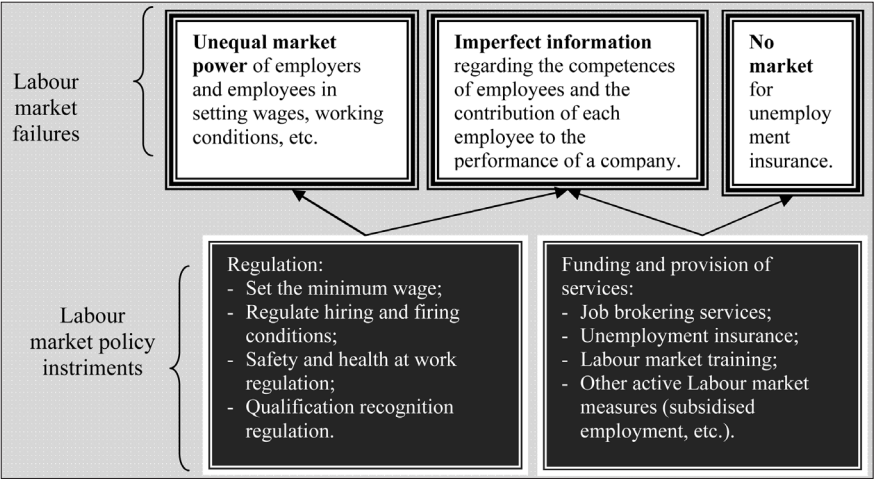 Labour
market
failures
Unequal market
power of employers
and employees in
setting wages, working
conditions, etc.
Imperfect information
regarding the competences
of employees and the
contribution of each
employee to the
performance of a company.
No
market
for
unemploy
ment
insurance.
Labour
market policy
instriments
Regulation:
- Set the minimum wage;
- Regulate hiring and firing
conditions;
- Safety and health at work
regulation;
- Qualification recognition
regulation.
Funding and provision of
services:
- Job brokering services;
- Unemployment insurance;
- Labour market training;
- Other active Labour market
measures (subsidised
employment, etc.).